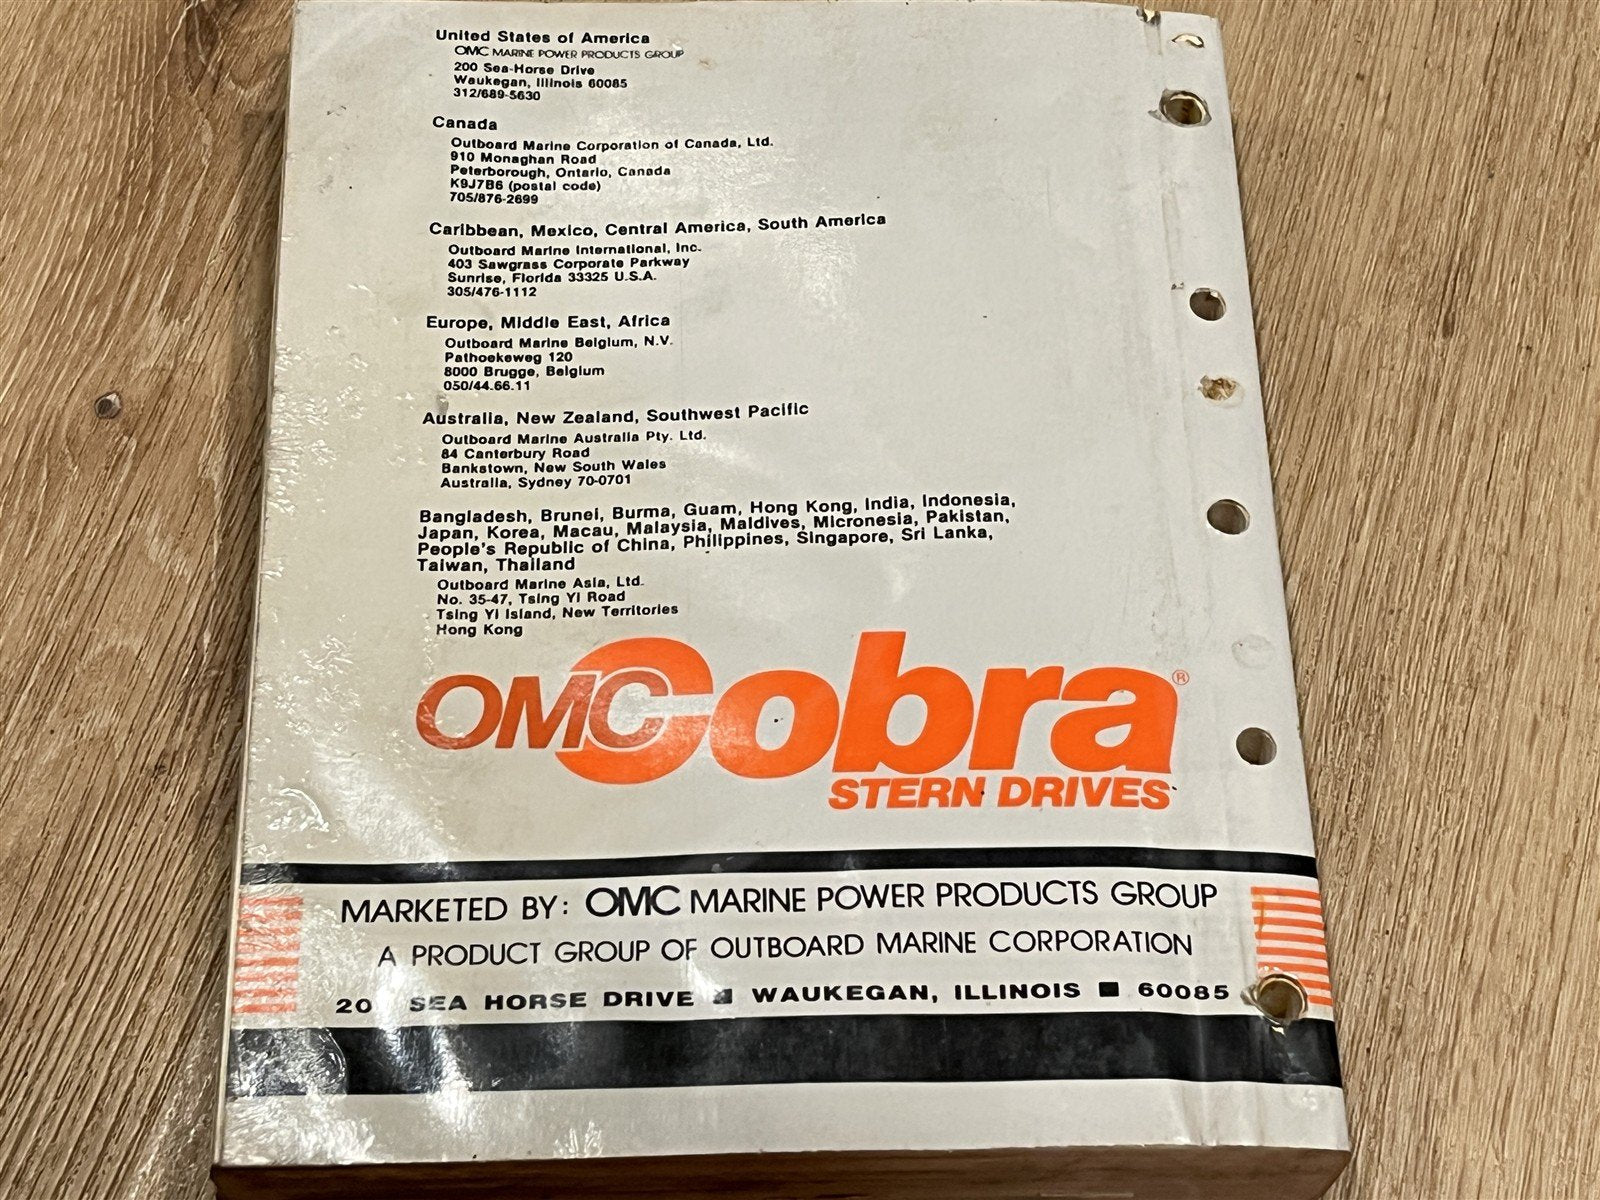 United States of America
OMC MARINE POWER PRODUCTS GROUP
200 Sea-Horse Drive
Waukegan, Illinois 60085
312/689-5630
Canada
Outboard Marine Corporation of Canada, Ltd.
910 Monaghan Road
Peterborough, Ontario, Canada
K9J7B6 (postal code)
705/876-2699
Caribbean, Mexico, Central America, South America
Outboard Marine International, Inc.
403 Sawgrass Corporate Parkway
Sunrise, Florida 33325 U.S.A.
305/476-1112
Europe, Middle East, Africa
Outboard Marine Belgium, N.V.
Pathoekeweg 120
8000 Brugge, Belgium
050/44.66.11
Australia, New Zealand, Southwest Pacific
Outboard Marine Australia Pty. Ltd.
84 Canterbury Road
Bankstown, New South Wales
Australia, Sydney 70-0701
Bangladesh, Brunei, Burma, Guam, Hong Kong, India, Indonesia,
Japan, Korea, Macau, Malaysia, Maldives, Micronesia, Pakistan,
People's Republic of China, Philippines, Singapore, Sri Lanka,
Taiwan, Thailand
Outboard Marine Asia, Ltd.
No. 35-47, Tsing Yi Road
Tsing Yi Island, New Territories
Hong Kong
OMC Cobra®
STERN DRIVES
MARKETED BY: OMC MARINE POWER PRODUCTS GROUP
A PRODUCT GROUP OF OUTBOARD MARINE CORPORATION
20 SEA HORSE DRIVE ■ WAUKEGAN, ILLINOIS ■ 60085